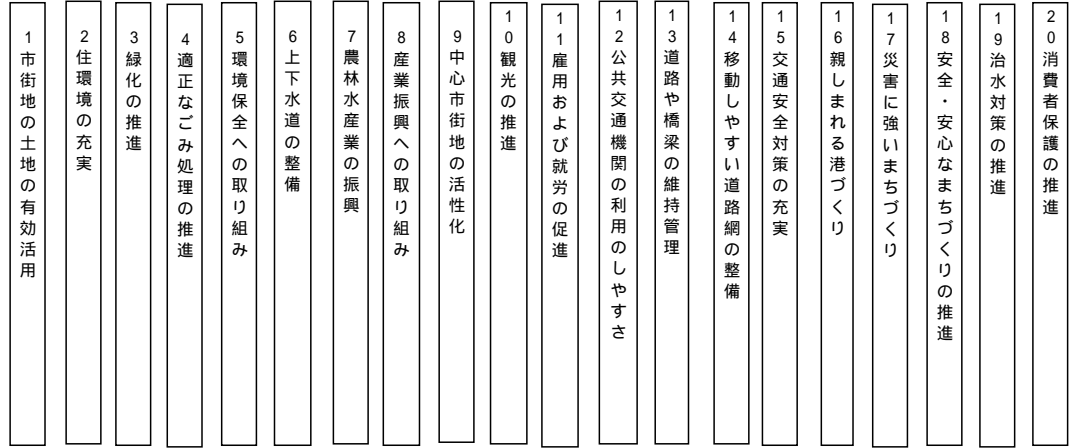 1市街地の土地の有効活用
2住環境の充実
3緑化の推進
4適正なごみ処理の推進
5環境保全への取り組み
6上下水道の整備
7農林水産業の振興
8産業振興への取り組み
9中心市街地の活性化
10観光の推進
11雇用および就労の促進
12公共交通機関の利用のしやすさ
13道路や橋梁の維持管理
14移動しやすい道路網の整備
15交通安全対策の充実
16親しまれる港づくり
17災害に強いまちづくり
18安全・安心なまちづくりの推進
19治水対策の推進
20消費者保護の推進